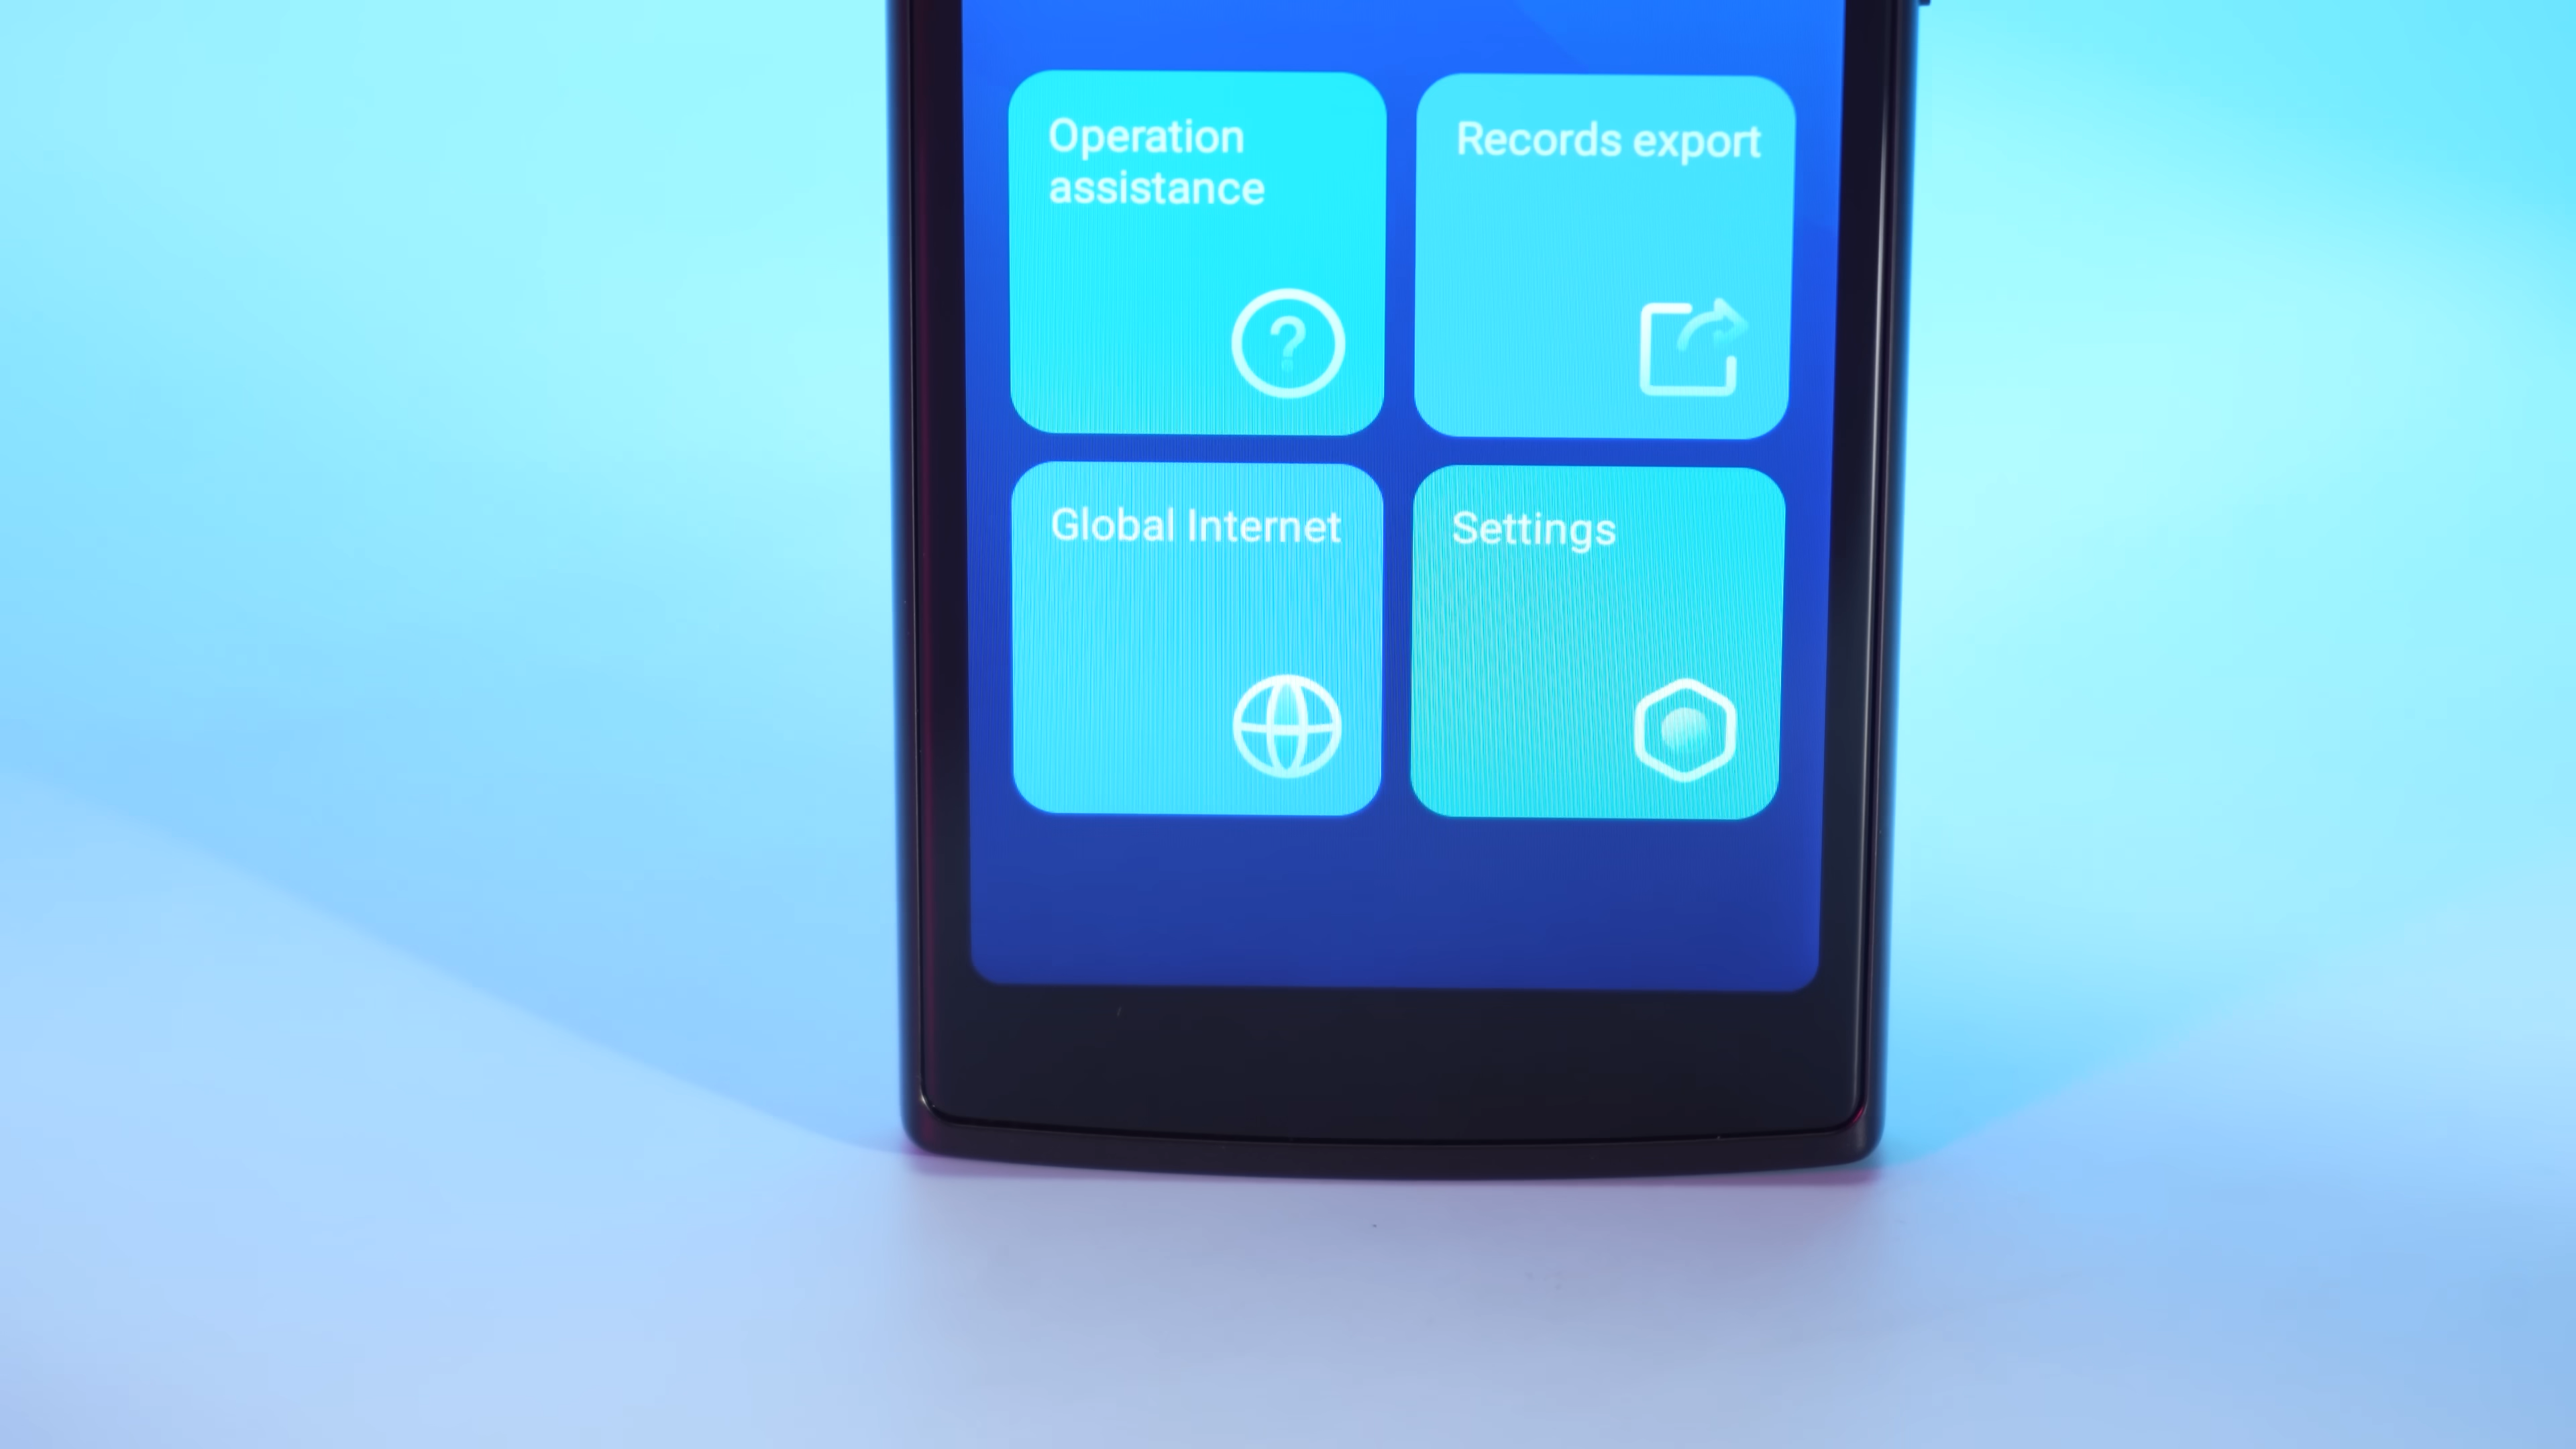 Operation
assistance
Records export
Global Internet
Settings